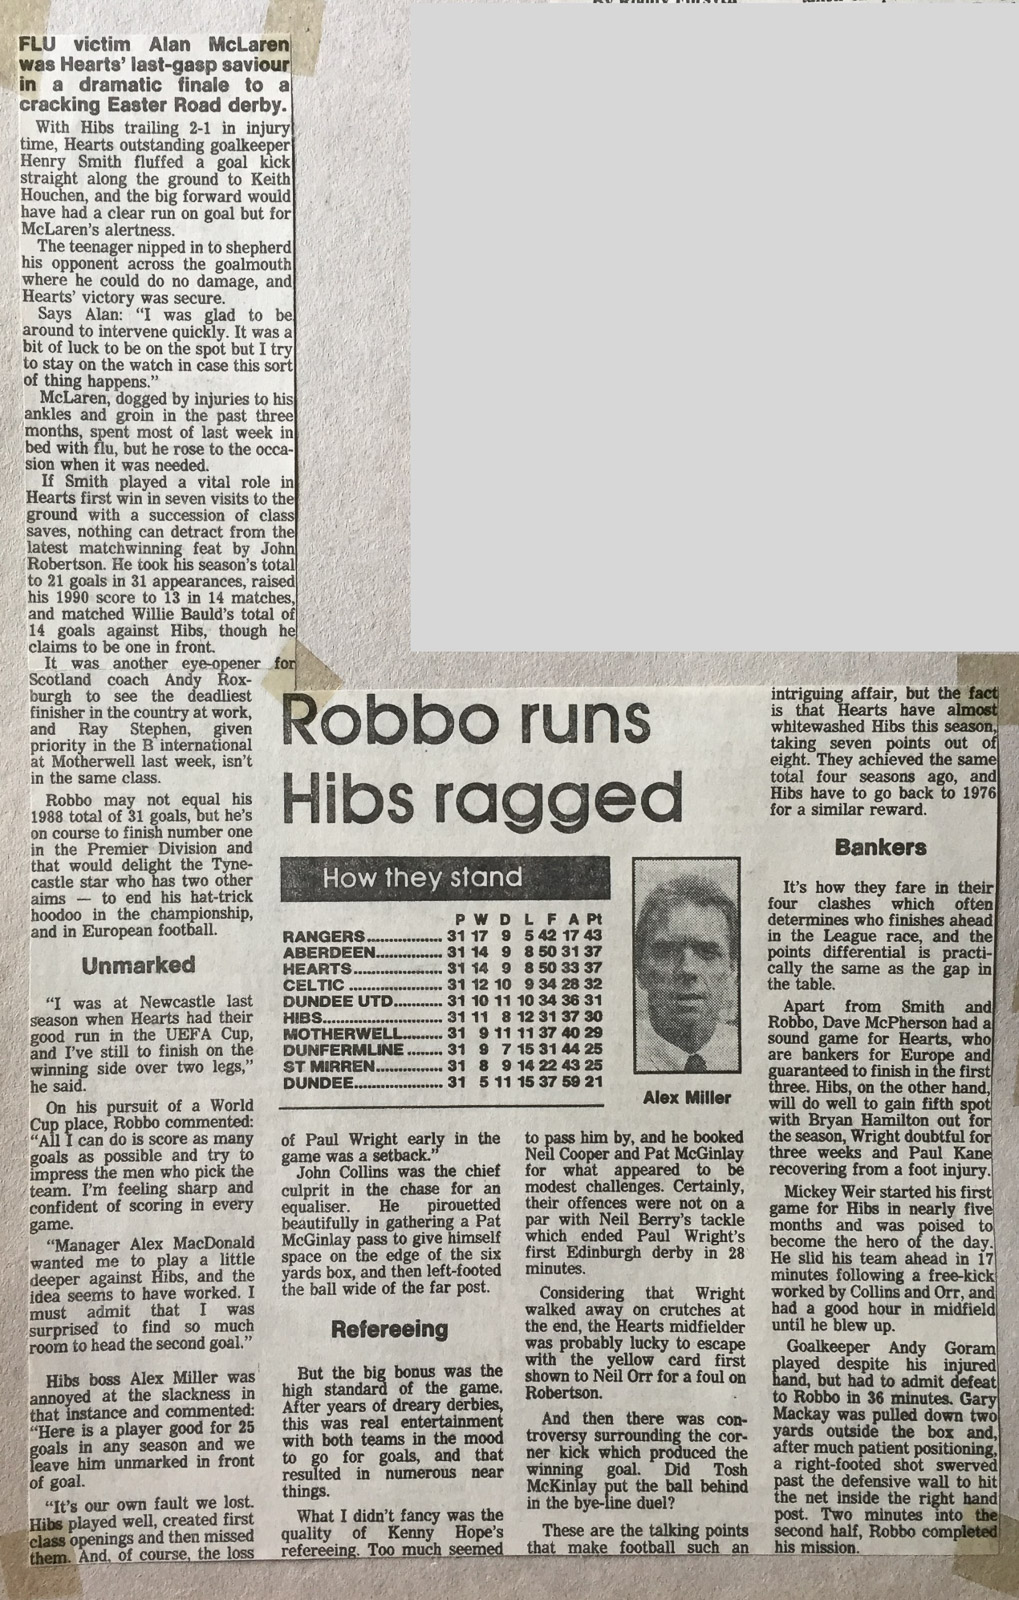 FLU victim Alan McLaren
was Hearts' last-gasp saviour
in a dramatic finale to a
cracking Easter Road derby.
With Hibs trailing 2-1 in injury
time, Hearts outstanding goalkeeper
Henry Smith fluffed a goal kick
straight along the ground to Keith
Houchen, and the big forward would
have had a clear run on goal but for
McLaren's alertness.
The teenager nipped in to shepherd
his opponent across the goalmouth
where he could do no damage, and
Hearts' victory was secure.
Says Alan: “I was glad to be
around to intervene quickly. It was a
bit of luck to be on the spot but I try
to stay on the watch in case this sort
of thing happens.”
McLaren, dogged by injuries to his
ankles and groin in the past three
months, spent most of last week in
bed with flu, but he rose to the occa-
sion when it was needed.
If Smith played a vital role in
Hearts first win in seven visits to the
ground with a succession of class
saves, nothing can detract from the
latest matchwinning feat by John
Robertson. He took his season's total
to 21 goals in 31 appearances, raised
his 1990 score to 13 in 14 matches,
and matched Willie Bauld's total of
14 goals against Hibs, though he
claims to be one in front.
It was another eye-opener for
Scotland coach Andy Rox-
burgh to see the deadliest
finisher in the country at work,
and Ray Stephen, given
priority in the B international
at Motherwell last week, isn't
in the same class.
Robbo may not equal his
1988 total of 31 goals, but he's
on course to finish number one
in the Premier Division and
that would delight the Tyne-
castle star who has two other
aims — to end his hat-trick
hoodoo in the championship,
and in European football.
Unmarked
“I was at Newcastle last
season when Hearts had their
good run in the UEFA Cup,
and I've still to finish on the
winning side over two legs,”
he said.
On his pursuit of a World
Cup place, Robbo commented:
“All I can do is score as many
goals as possible and try to
impress the men who pick the
team. I'm feeling sharp and
confident of scoring in every
game.
“Manager Alex MacDonald
wanted me to play a little
deeper against Hibs, and the
idea seems to have worked. I
must admit that I was
surprised to find so much
room to head the second goal.”
Hibs boss Alex Miller was
annoyed at the slackness in
that instance and commented:
“Here is a player good for 25
goals in any season and we
leave him unmarked in front
of goal.
“It's our own fault we lost.
Hibs played well, created first
class openings and then missed
them. And, of course, the loss
Robbo runs
Hibs ragged
How they stand
P W D L F A Pt
RANGERS 31 17 9 5 42 17 43
ABERDEEN 31 14 9 8 50 31 37
HEARTS 31 14 9 8 50 33 37
CELTIC 31 12 10 9 34 28 32
DUNDEE UTD 31 10 11 10 34 36 31
HIBS 31 11 8 12 31 37 30
MOTHERWELL 31 9 11 11 37 40 29
DUNFERMLINE 31 9 7 15 31 44 25
ST MIRREN 31 8 9 14 22 43 25
DUNDEE 31 5 11 15 37 59 21
Alex Miller
of Paul Wright early in the
game was a setback.”
John Collins was the chief
culprit in the chase for an
equaliser. He pirouetted
beautifully in gathering a Pat
McGinlay pass to give himself
space on the edge of the six
yards box, and then left-footed
the ball wide of the far post.
Refereeing
But the big bonus was the
high standard of the game.
After years of dreary derbies,
this was real entertainment
with both teams in the mood
to go for goals, and that
resulted in numerous near
things.
What I didn't fancy was the
quality of Kenny Hope's
refereeing. Too much seemed
to pass him by, and he booked
Neil Cooper and Pat McGinlay
for what appeared to be
modest challenges. Certainly,
their offences were not on a
par with Neil Berry's tackle
which ended Paul Wright's
first Edinburgh derby in 28
minutes.
Considering that Wright
walked away on crutches at
the end, the Hearts midfielder
was probably lucky to escape
with the yellow card first
shown to Neil Orr for a foul on
Robertson.
And then there was con-
troversy surrounding the cor-
ner kick which produced the
winning goal. Did Tosh
McKinlay put the ball behind
in the bye-line duel?
These are the talking points
that make football such an
intriguing affair, but the fact
is that Hearts have almost
whitewashed Hibs this season,
taking seven points out of
eight. They achieved the same
total four seasons ago, and
Hibs have to go back to 1976
for a similar reward.
Bankers
It's how they fare in their
four clashes which often
determines who finishes ahead
in the League race, and the
points differential is practi-
cally the same as the gap in
the table.
Apart from Smith and
Robbo, Dave McPherson had a
sound game for Hearts, who
are bankers for Europe and
guaranteed to finish in the first
three. Hibs, on the other hand,
will do well to gain fifth spot
with Bryan Hamilton out for
the season, Wright doubtful for
three weeks and Paul Kane
recovering from a foot injury.
Mickey Weir started his first
game for Hibs in nearly five
months and was poised to
become the hero of the day.
He slid his team ahead in 17
minutes following a free-kick
worked by Collins and Orr, and
had a good hour in midfield
until he blew up.
Goalkeeper Andy Goram
played despite his injured
hand, but had to admit defeat
to Robbo in 36 minutes. Gary
Mackay was pulled down two
yards outside the box and,
after much patient positioning,
a right-footed shot swerved
past the defensive wall to hit
the net inside the right hand
post. Two minutes into the
second half, Robbo completed
his mission.